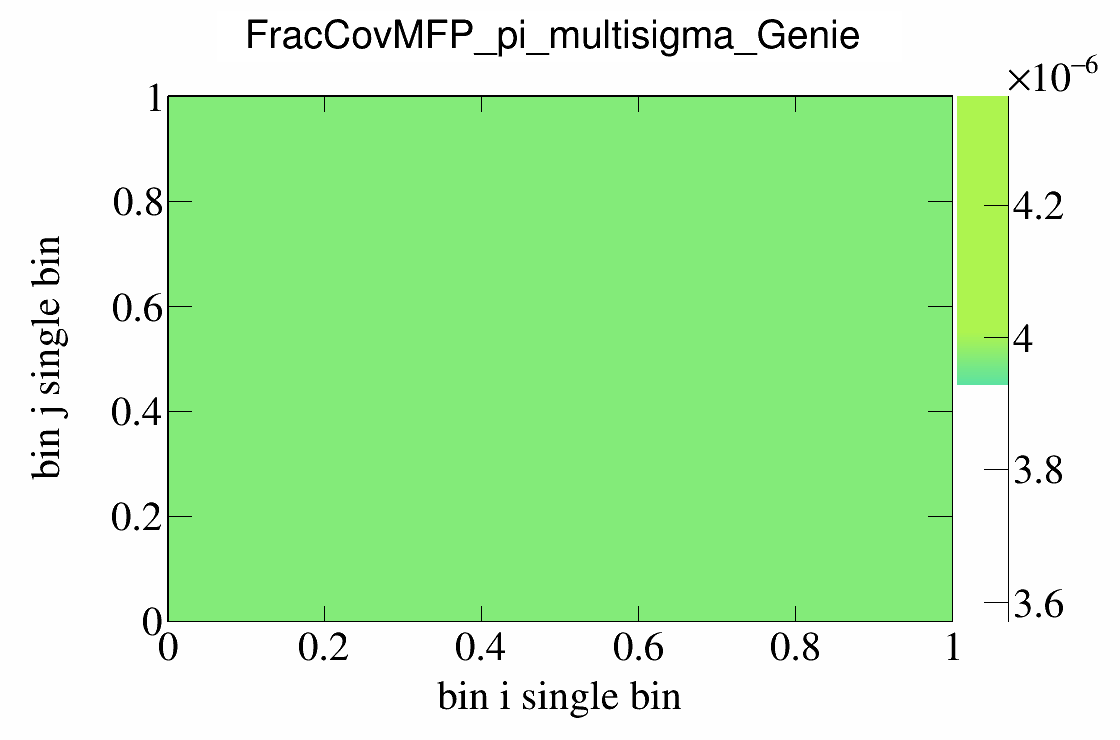 FracCovMFP_pi_multisigma_Genie
×10⁻⁶
1
0.8
0.6
0.4
0.2
0
bin j single bin
4.2
4
3.8
3.6
0 0.2 0.4 0.6 0.8 1
bin i single bin